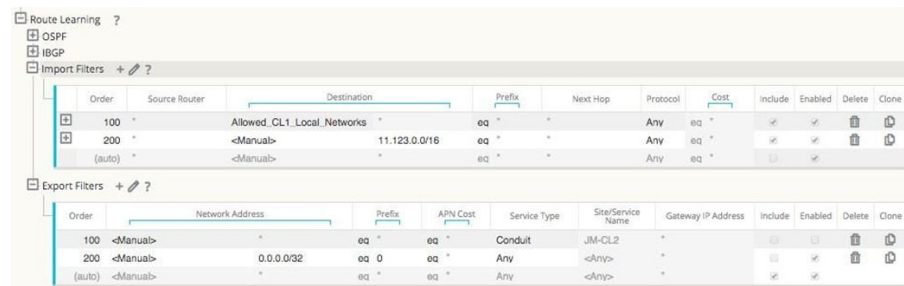 Route Learning ?
OSPF
IBGP
Import Filters + ?
Order Source Router Destination Prefix Next Hop Protocol Cost Include Enabled Delete Clone
100 * Allowed_CL1_Local_Networks * eq * * Any eq *
200 * <Manual> 11.123.0.0/16 eq * * Any eq *
(auto) * <Manual> * eq * * Any eq *
Export Filters + ?
Order Network Address Prefix APN Cost Service Type Site/Service Name Gateway IP Address Include Enabled Delete Clone
100 <Manual> * eq * eq * Conduit JM-CL2 *
200 <Manual> 0.0.0.0/32 eq 0 eq * Any <Any> *
(auto) <Manual> * eq * eq * Any <Any> *